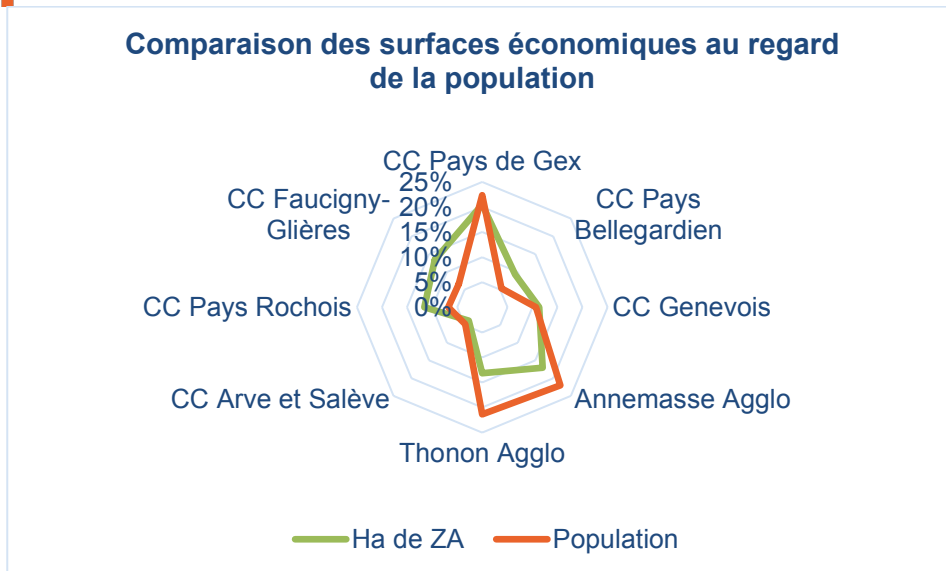 Comparaison des surfaces économiques au regard
de la population
CC Pays de Gex
25%
20%
15%
10%
5%
0%
CC Pays
Bellegardien
CC Genevois
Annemasse Agglo
Thonon Agglo
CC Arve et Salève
CC Pays Rochois
CC Faucigny-
Glières
Ha de ZA
Population